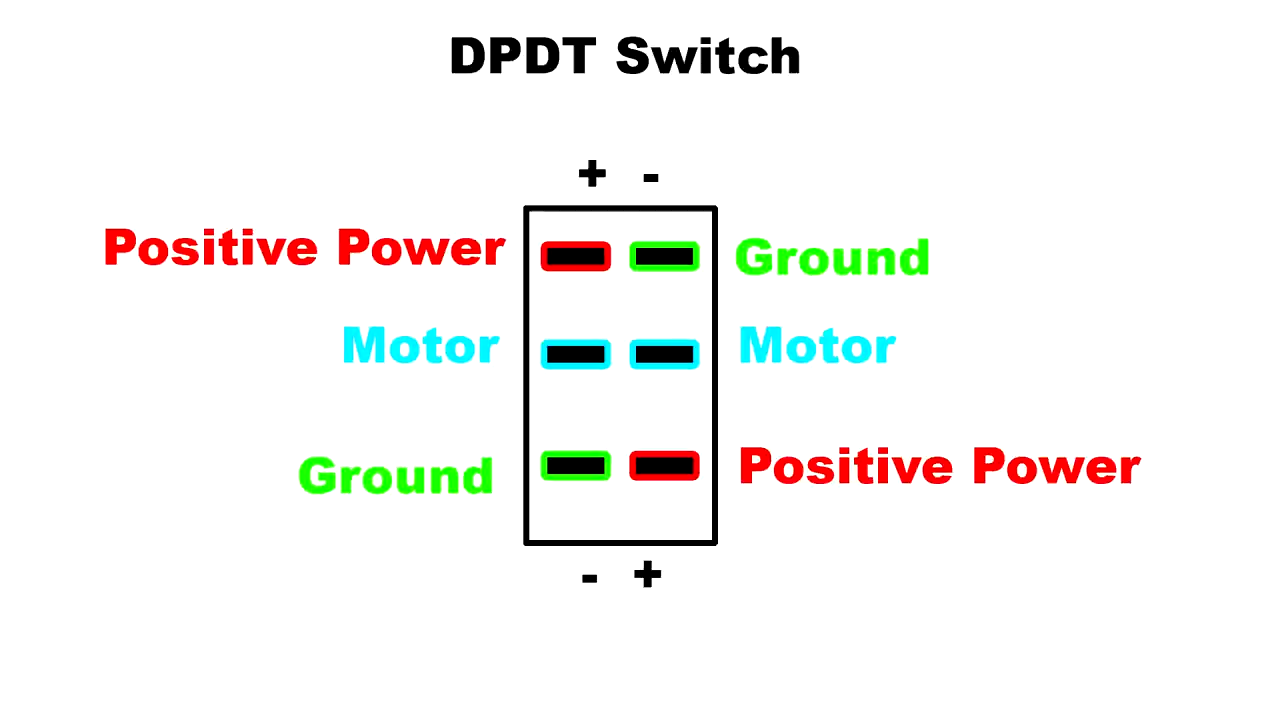 DPDT Switch
+ -
Positive Power
Ground
Motor
Motor
Ground
Positive Power
- +